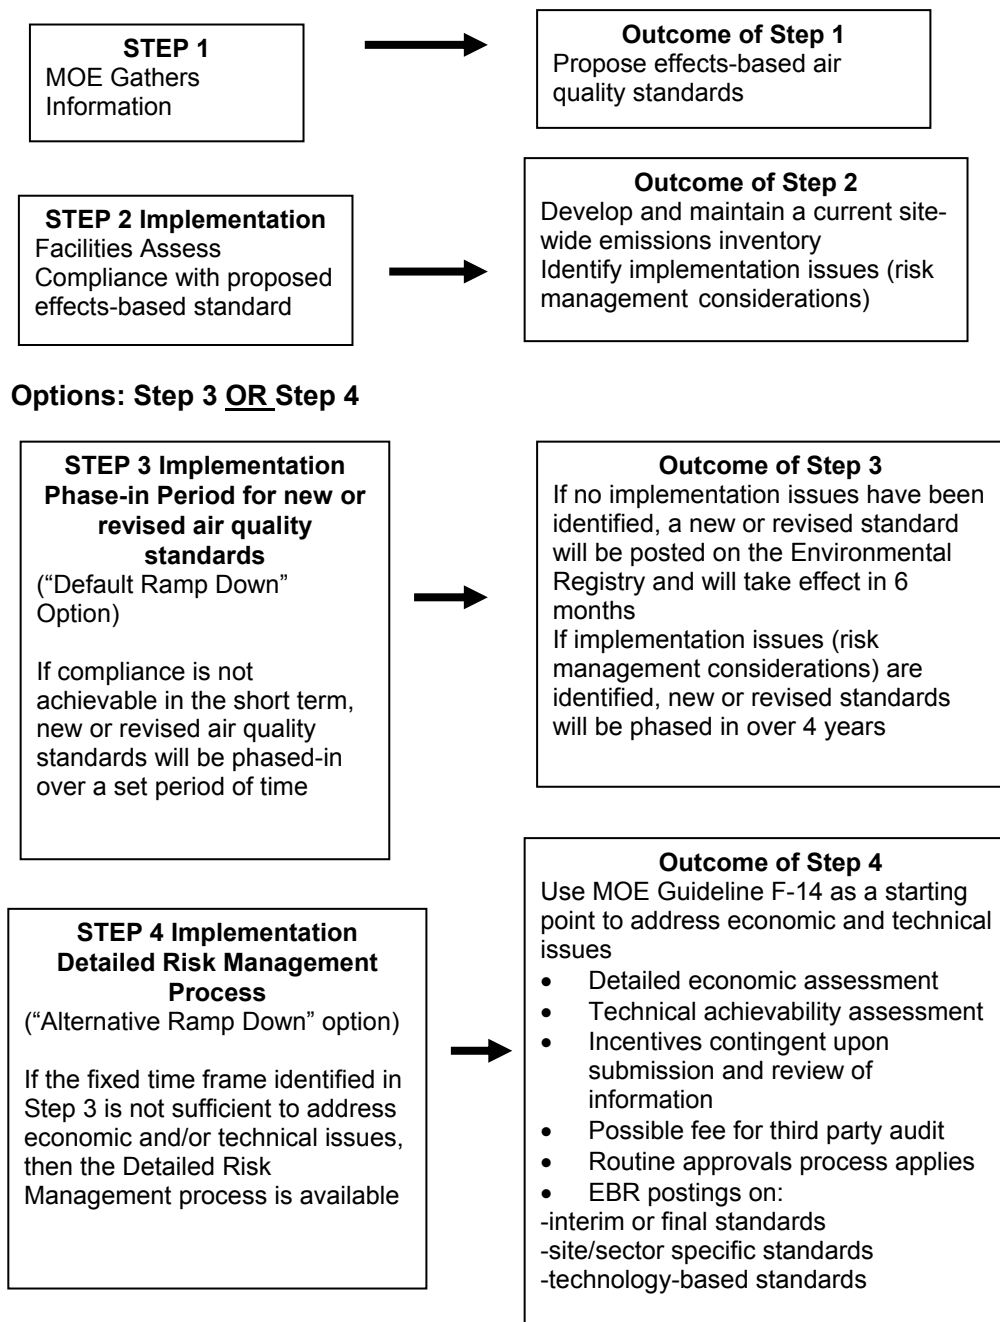 STEP 1
MOE Gathers
Information
Outcome of Step 1
Propose effects-based air
quality standards
STEP 2 Implementation
Facilities Assess
Compliance with proposed
effects-based standard
Outcome of Step 2
Develop and maintain a current site-
wide emissions inventory
Identify implementation issues (risk
management considerations)
Options: Step 3 OR Step 4
STEP 3 Implementation
Phase-in Period for new or
revised air quality
standards
(“Default Ramp Down”
Option)
If compliance is not
achievable in the short term,
new or revised air quality
standards will be phased-in
over a set period of time
Outcome of Step 3
If no implementation issues have been
identified, a new or revised standard
will be posted on the Environmental
Registry and will take effect in 6
months
If implementation issues (risk
management considerations) are
identified, new or revised standards
will be phased in over 4 years
STEP 4 Implementation
Detailed Risk Management
Process
(“Alternative Ramp Down” option)
If the fixed time frame identified in
Step 3 is not sufficient to address
economic and/or technical issues,
then the Detailed Risk
Management process is available
Outcome of Step 4
Use MOE Guideline F-14 as a starting
point to address economic and technical
issues
• Detailed economic assessment
• Technical achievability assessment
• Incentives contingent upon
submission and review of
information
• Possible fee for third party audit
• Routine approvals process applies
• EBR postings on:
-interim or final standards
-site/sector specific standards
-technology-based standards